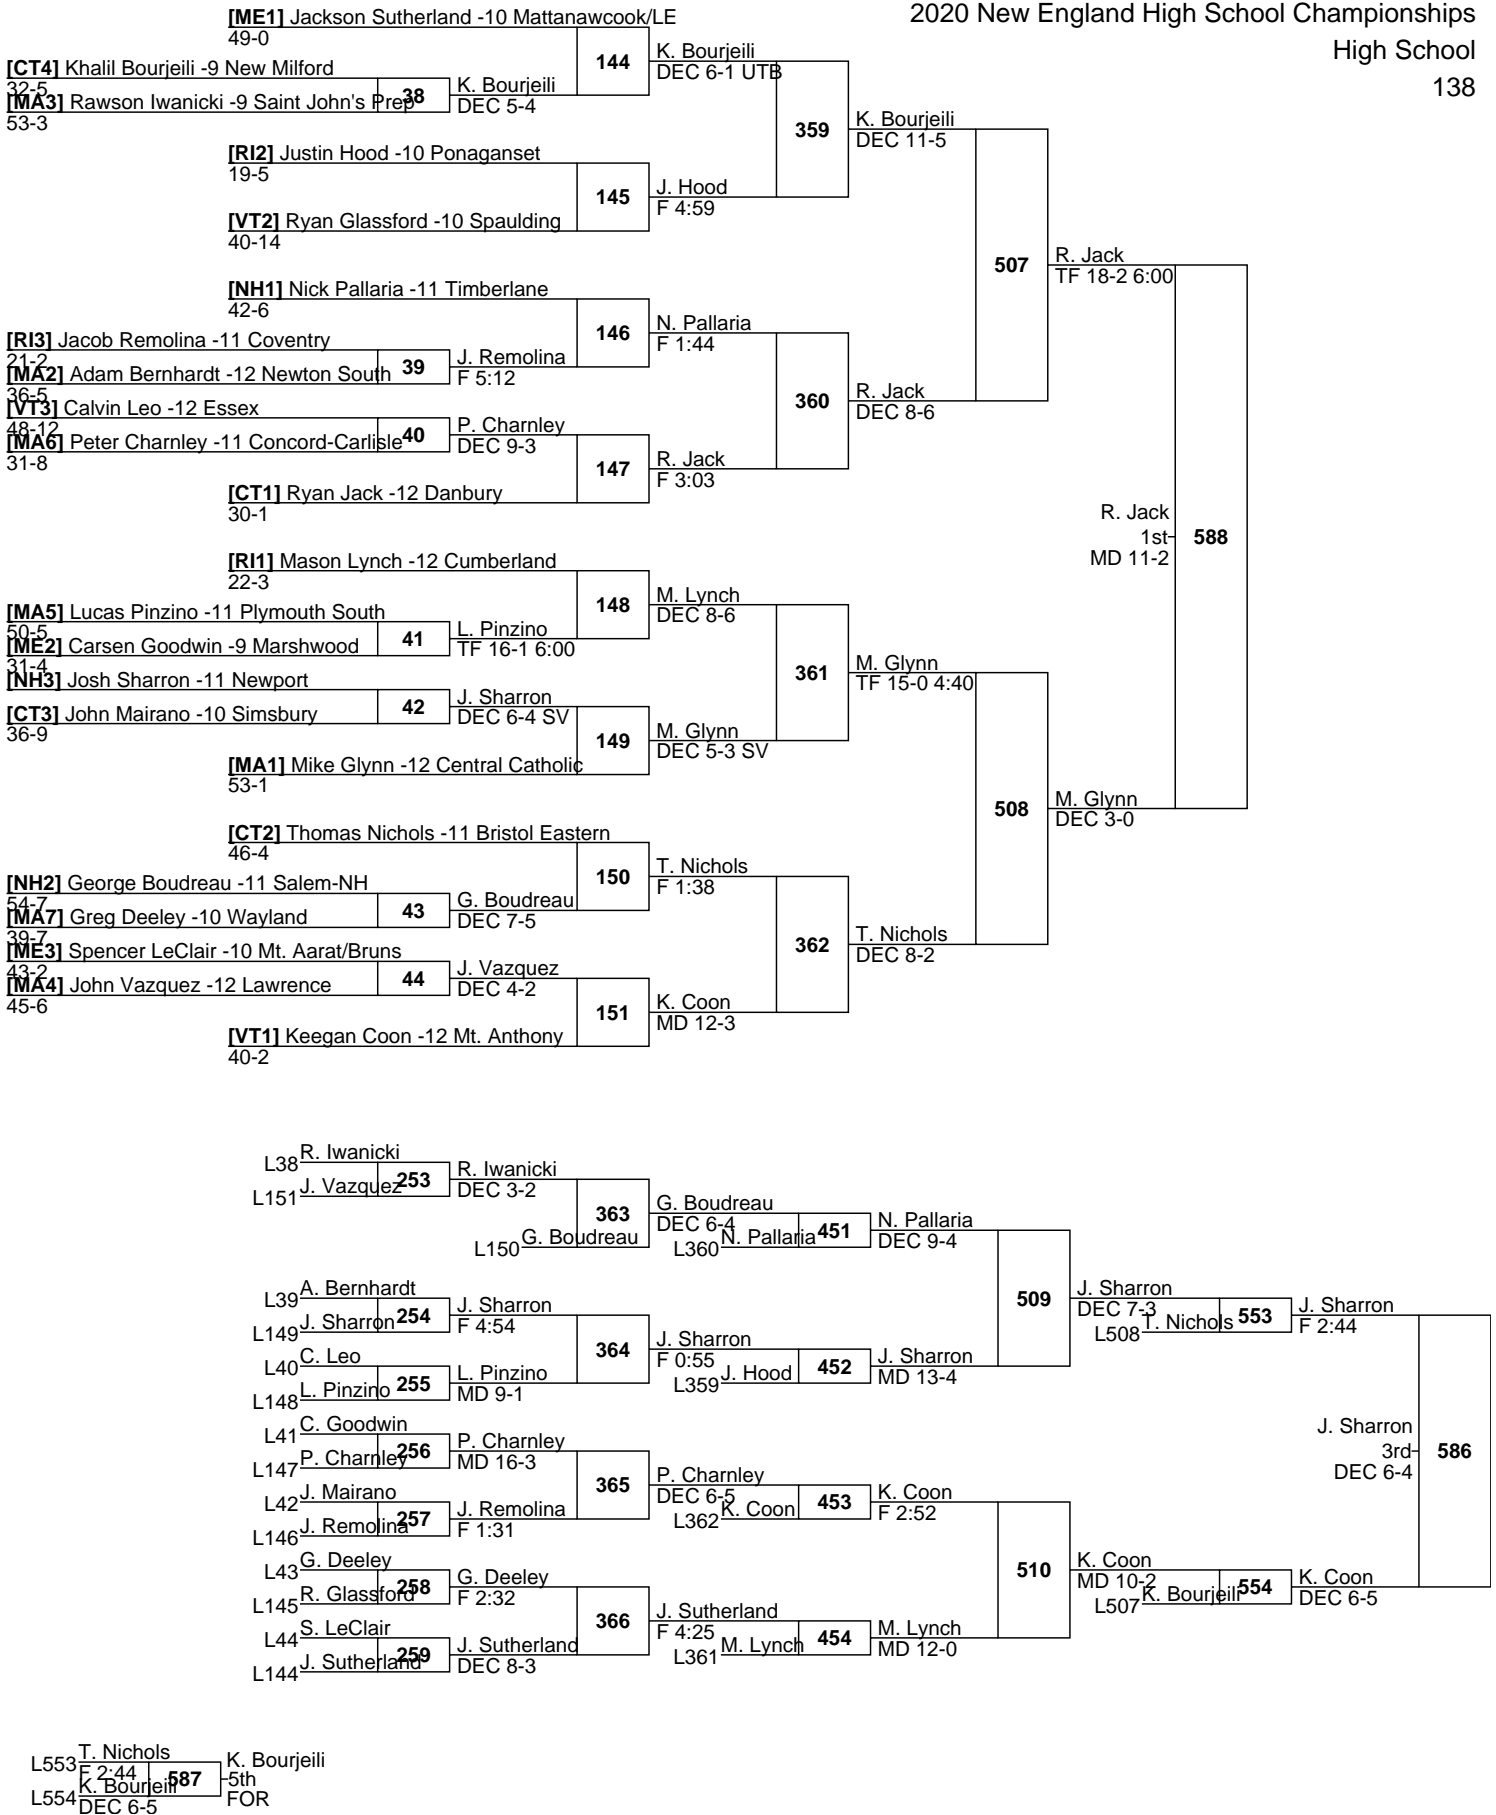 2020 New England High School Championships
High School
138
[ME1] Jackson Sutherland -10 Mattanawcook/LE
49-0
144
K. Bourjeili
DEC 6-1 UTB
[CT4] Khalil Bourjeili -9 New Milford
32-5
38
K. Bourjeili
DEC 5-4
[MA3] Rawson Iwanicki -9 Saint John's Prep
53-3
359
K. Bourjeili
DEC 11-5
[RI2] Justin Hood -10 Ponaganset
19-5
145
J. Hood
F 4:59
[VT2] Ryan Glassford -10 Spaulding
40-14
507
R. Jack
TF 18-2 6:00
[NH1] Nick Pallaria -11 Timberlane
42-6
146
N. Pallaria
F 1:44
[RI3] Jacob Remolina -11 Coventry
21-2
39
J. Remolina
F 5:12
[MA2] Adam Bernhardt -12 Newton South
36-5
360
R. Jack
DEC 8-6
[VT3] Calvin Leo -12 Essex
48-12
40
P. Charnley
DEC 9-3
[MA6] Peter Charnley -11 Concord-Carlisle
31-8
147
R. Jack
F 3:03
[CT1] Ryan Jack -12 Danbury
30-1
R. Jack
1st
MD 11-2
588
[RI1] Mason Lynch -12 Cumberland
22-3
148
M. Lynch
DEC 8-6
[MA5] Lucas Pinzino -11 Plymouth South
50-5
41
L. Pinzino
TF 16-1 6:00
[ME2] Carsen Goodwin -9 Marshwood
31-4
361
M. Glynn
TF 15-0 4:40
[NH3] Josh Sharron -11 Newport
42
J. Sharron
DEC 6-4 SV
[CT3] John Mairano -10 Simsbury
36-9
149
M. Glynn
DEC 5-3 SV
[MA1] Mike Glynn -12 Central Catholic
53-1
508
M. Glynn
DEC 3-0
[CT2] Thomas Nichols -11 Bristol Eastern
46-4
150
T. Nichols
F 1:38
[NH2] George Boudreau -11 Salem-NH
54-7
43
G. Boudreau
DEC 7-5
[MA7] Greg Deeley -10 Wayland
39-7
362
T. Nichols
DEC 8-2
[ME3] Spencer LeClair -10 Mt. Aarat/Bruns
43-2
44
J. Vazquez
DEC 4-2
[MA4] John Vazquez -12 Lawrence
45-6
151
K. Coon
MD 12-3
[VT1] Keegan Coon -12 Mt. Anthony
40-2
L38 R. Iwanicki
253
R. Iwanicki
DEC 3-2
L151 J. Vazquez
363
G. Boudreau
DEC 6-4
L150 G. Boudreau
L360 N. Pallaria
451
N. Pallaria
DEC 9-4
L39 A. Bernhardt
254
J. Sharron
F 4:54
L149 J. Sharron
364
J. Sharron
F 0:55
L40 C. Leo
255
L. Pinzino
MD 9-1
L148 L. Pinzino
L359 J. Hood
452
J. Sharron
MD 13-4
509
J. Sharron
DEC 7-3
L508 T. Nichols
553
J. Sharron
F 2:44
L41 C. Goodwin
256
P. Charnley
MD 16-3
L147 P. Charnley
365
P. Charnley
DEC 6-5
L42 J. Mairano
257
J. Remolina
F 1:31
L146 J. Remolina
L362 K. Coon
453
K. Coon
F 2:52
J. Sharron
3rd
DEC 6-4
586
L43 G. Deeley
258
G. Deeley
F 2:32
L145 R. Glassford
366
J. Sutherland
F 4:25
L44 S. LeClair
259
J. Sutherland
DEC 8-3
L144 J. Sutherland
L361 M. Lynch
454
M. Lynch
MD 12-0
510
K. Coon
MD 10-2
L507 K. Bourjeili
554
K. Coon
DEC 6-5
L553 T. Nichols
F 2:44
587
K. Bourjeili
5th
FOR
L554 K. Bourjeili
DEC 6-5